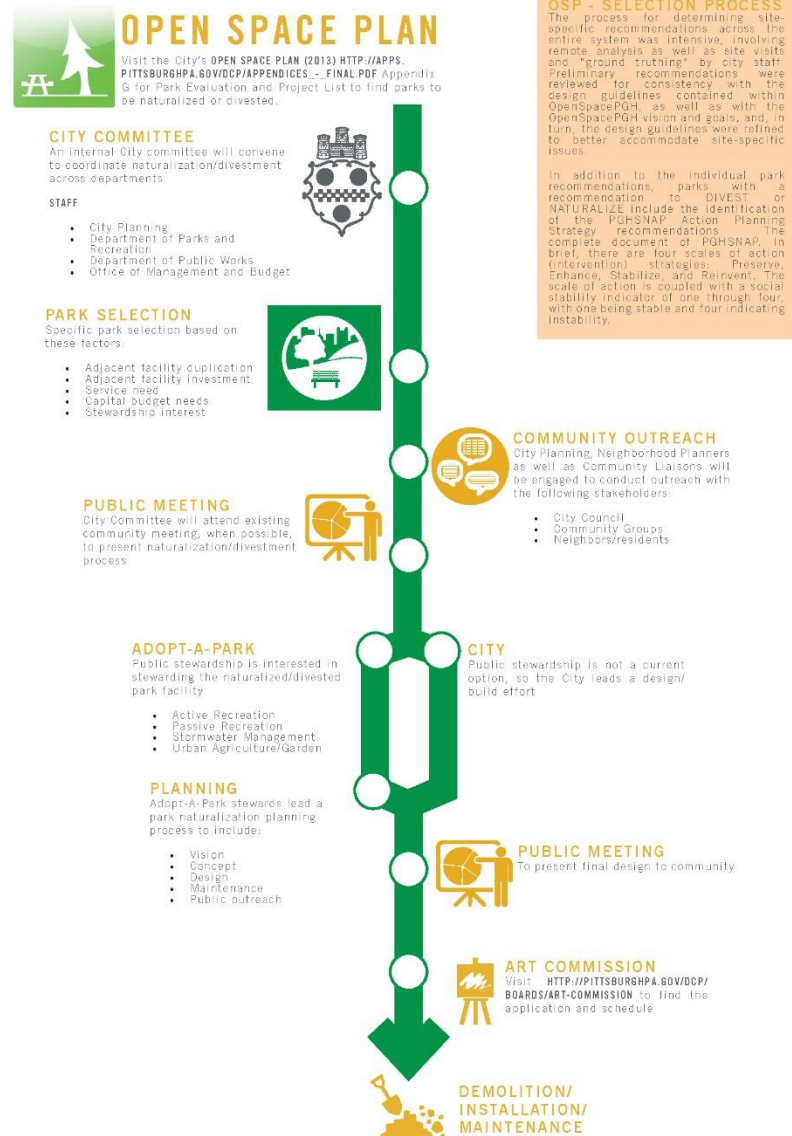 OPEN SPACE PLAN
Visit the City's OPEN SPACE PLAN (2013) HTTP://APPS.
PITTSBURGHPA.GOV/DCP/APPENDICES_-_FINAL.PDF Appendix
G for Park Evaluation and Project List to find parks to
be naturalized or divested.
OSP - SELECTION PROCESS
The process for determining site-
specific recommendations across the
entire system was intensive, involving
remote analysis as well as site visits
and "ground truthing" by city staff.
Preliminary recommendations were
reviewed for consistency with the
design guidelines contained within
OpenSpacePGH, as well as with the
OpenSpacePGH vision and goals, and, in
turn, the design guidelines were refined
to better accommodate site-specific
issues.
In addition to the individual park
recommendations, parks with a
recommendation to DIVEST or
NATURALIZE include the identification
of the PGHSNAP Action Planning
Strategy recommendations. The
complete document of PGHSNAP. In
brief, there are four scales of action
(intervention) strategies: Preserve,
Enhance, Stabilize, and Reinvent. The
scale of action is coupled with a social
stability indicator of one through four,
with one being stable and four indicating
instability.
CITY COMMITTEE
An internal City committee will convene
to coordinate naturalization/divestment
across departments
STAFF
• City Planning
• Department of Parks and
Recreation
• Department of Public Works
• Office of Management and Budget
PARK SELECTION
Specific park selection based on
these factors:
• Adjacent facility duplication
• Adjacent facility investment
• Service need
• Capital budget needs
• Stewardship interest
COMMUNITY OUTREACH
City Planning, Neighborhood Planners
as well as Community Liaisons will
be engaged to conduct outreach with
the following stakeholders:
• City Council
• Community Groups
• Neighbors/residents
PUBLIC MEETING
City Committee will attend existing
community meeting, when possible,
to present naturalization/divestment
process
ADOPT-A-PARK
Public stewardship is interested in
stewarding the naturalized/divested
park facility
• Active Recreation
• Passive Recreation
• Stormwater Management
• Urban Agriculture/Garden
CITY
Public stewardship is not a current
option, so the City leads a design/
build effort
PLANNING
Adopt-A-Park stewards lead a
park naturalization planning
process to include:
• Vision
• Concept
• Design
• Maintenance
• Public outreach
PUBLIC MEETING
To present final design to community
ART COMMISSION
Visit HTTP://PITTSBURGHPA.GOV/DCP/
BOARDS/ART-COMMISSION to find the
application and schedule
DEMOLITION/
INSTALLATION/
MAINTENANCE